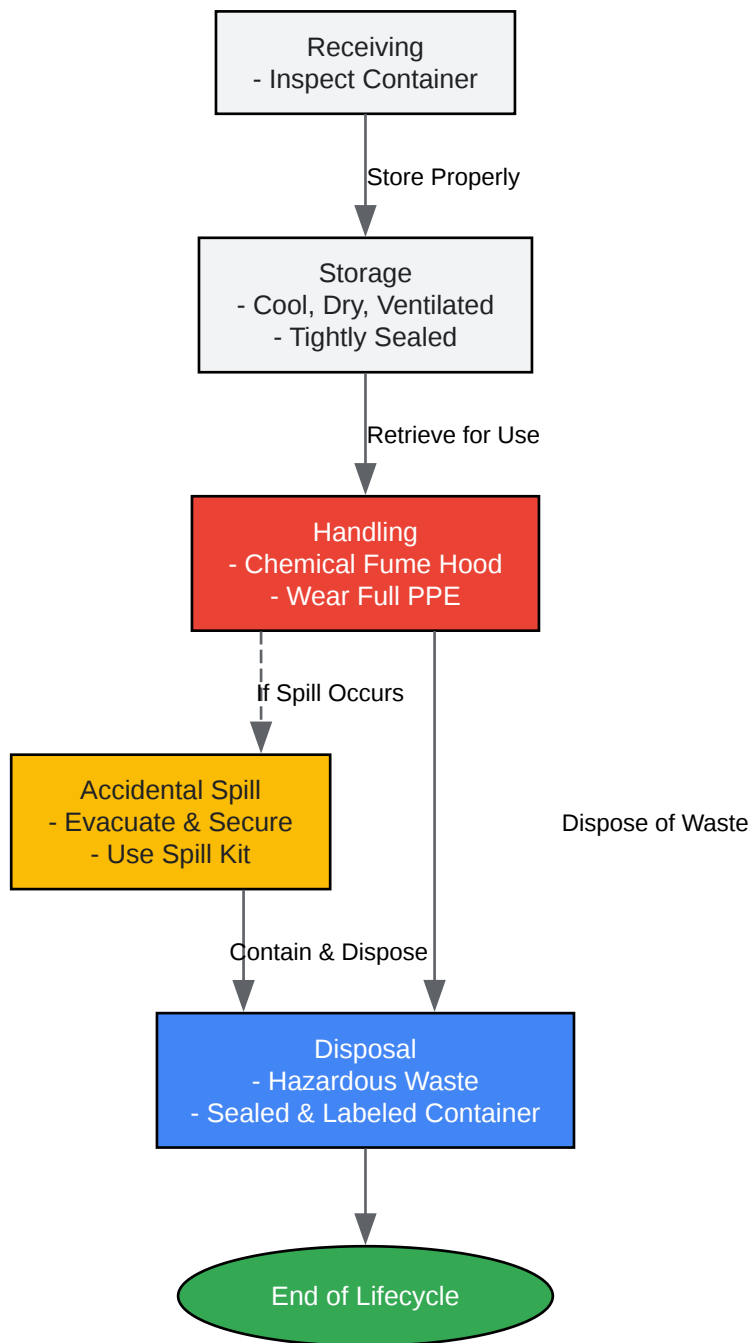 Receiving
- Inspect Container
Store Properly
Storage
- Cool, Dry, Ventilated
- Tightly Sealed
Retrieve for Use
Handling
- Chemical Fume Hood
- Wear Full PPE
If Spill Occurs
Accidental Spill
- Evacuate & Secure
- Use Spill Kit
Dispose of Waste
Contain & Dispose
Disposal
- Hazardous Waste
- Sealed & Labeled Container
End of Lifecycle